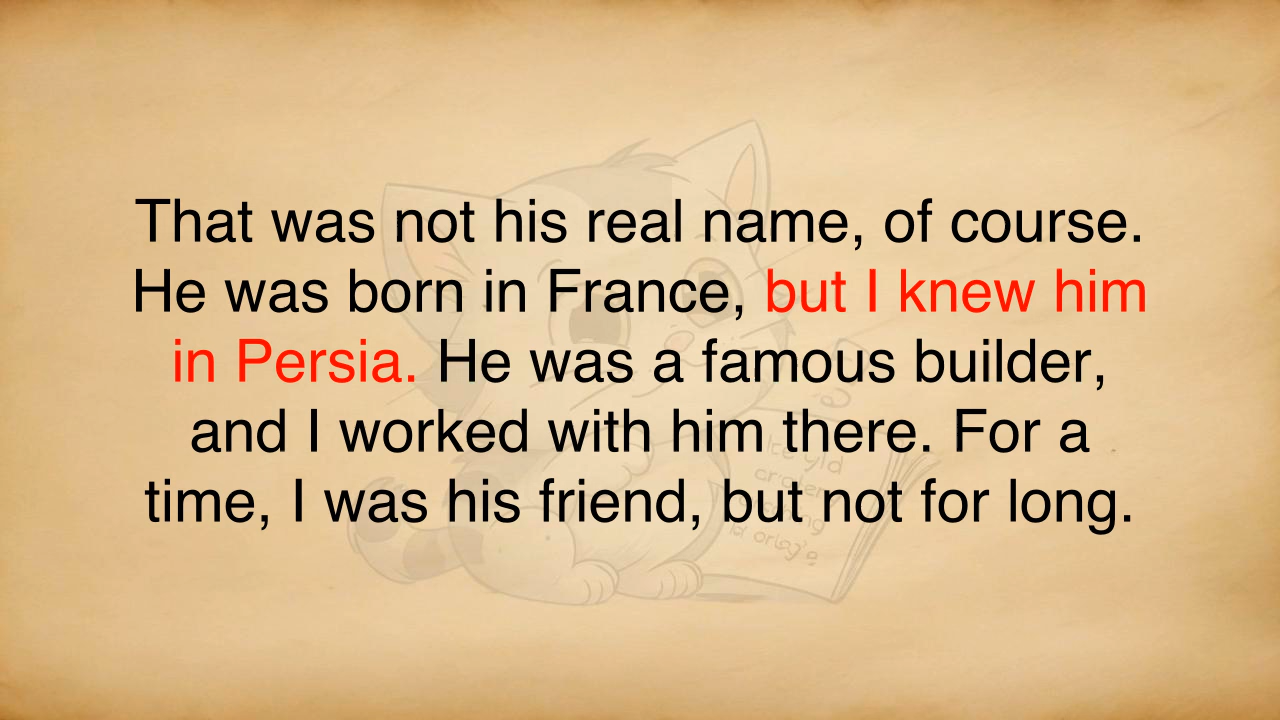 That was not his real name, of course.
He was born in France, but I knew him
in Persia. He was a famous builder,
and I worked with him there. For a
time, I was his friend, but not for long.